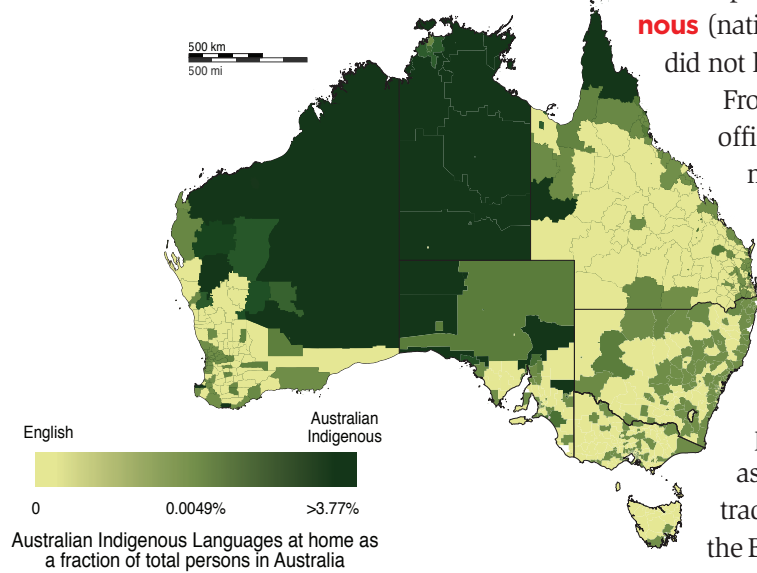 nous (nati
did not l
Fro
offi
500 km
500 mi
English
Australian
Indigenous
0
0.0049%
>3.77%
Australian Indigenous Languages at home as
a fraction of total persons in Australia
as
trad
the E